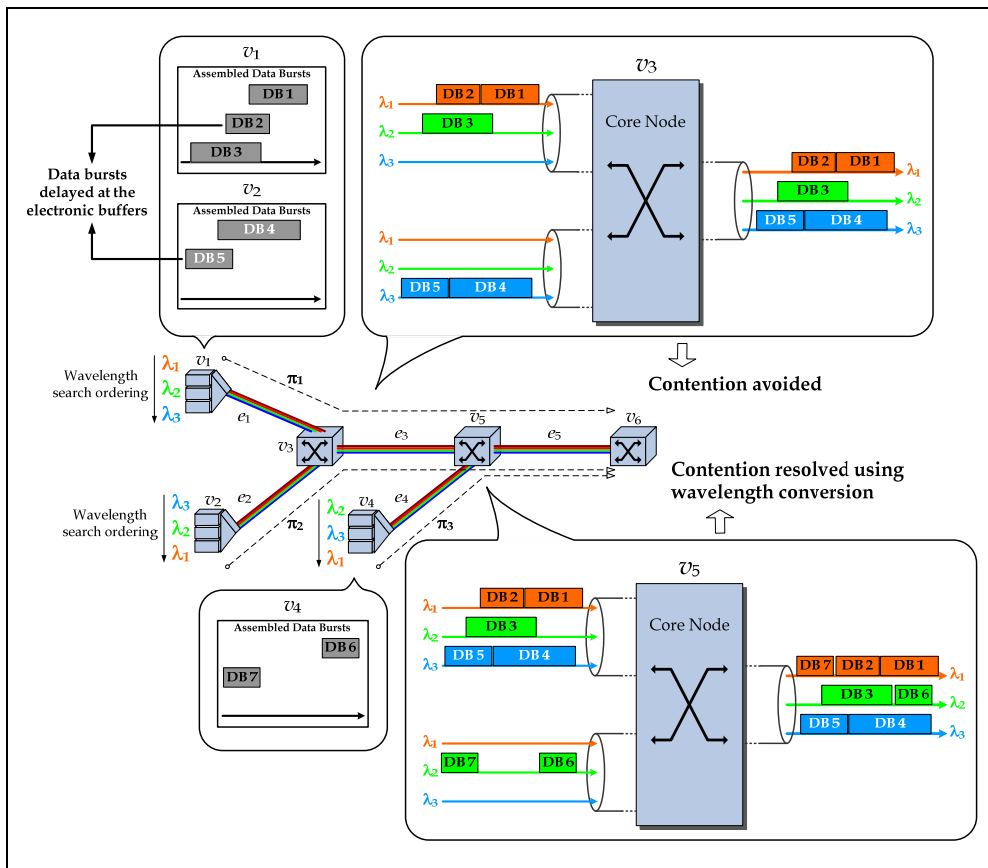 v1
Assembled Data Bursts
DB 1
DB 2
DB 3
Data bursts
delayed at the
electronic buffers
v2
Assembled Data Bursts
DB 4
DB 5
v3
Core Node
λ1 DB 2 DB 1
λ2 DB 3
λ3
λ1
λ2
λ3 DB 5 DB 4
DB 2 DB 1 λ1
DB 3 λ2
DB 5 DB 4 λ3
Contention avoided
Wavelength
search ordering
λ1
λ2
λ3
v1
π1
e1
v3
e3
v5
e5
v6
Wavelength
search ordering
λ3
λ2
λ1
v2
e2
π2
λ2
λ3
λ1
v4
e4
π3
Contention resolved using
wavelength conversion
v4
Assembled Data Bursts
DB 6
DB 7
v5
Core Node
λ1 DB 2 DB 1
λ2 DB 3
λ3 DB 5 DB 4
λ1
λ2 DB 7 DB 6
λ3
DB 7 DB 2 DB 1 λ1
DB 3 DB 6 λ2
DB 5 DB 4 λ3